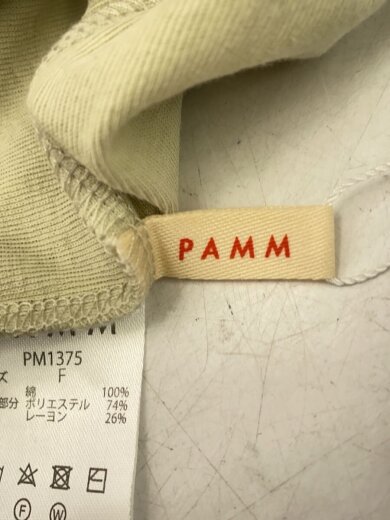 PAMM
PM1375
ズ F
綿 100%
部分 ポリエステル 74%
レーヨン 26%
F W